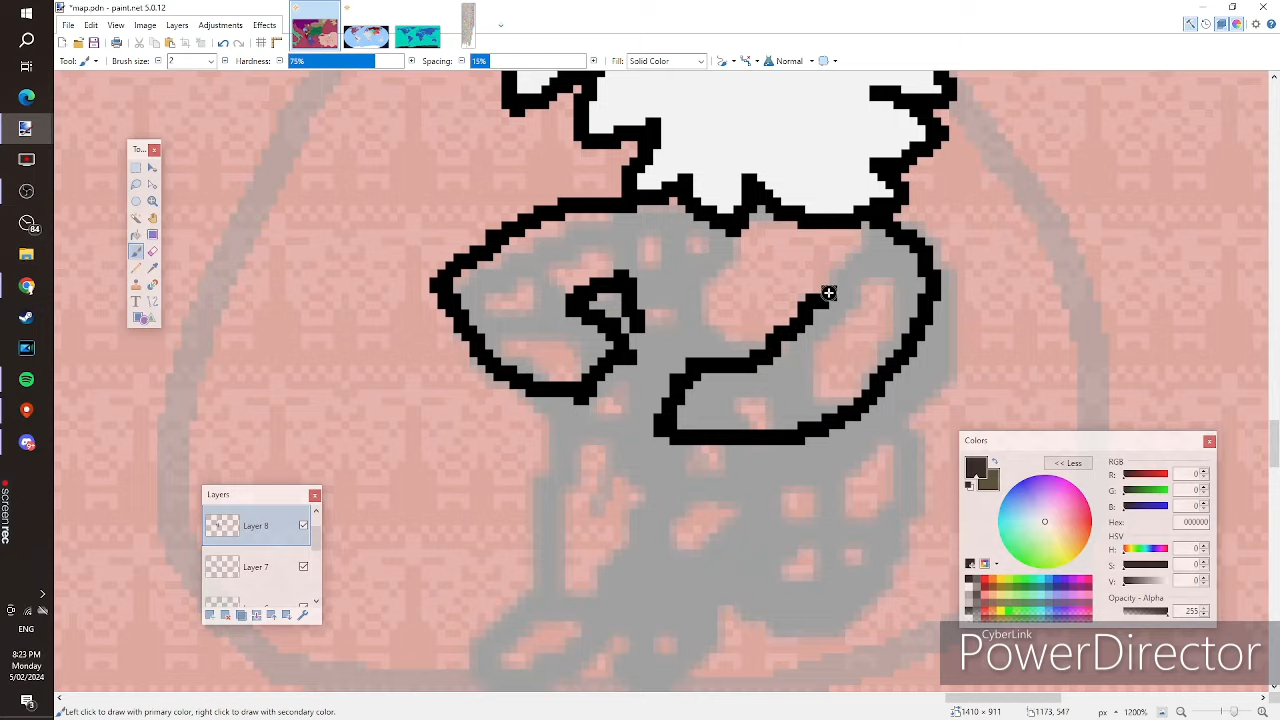 *map.pdn - paint.net 5.0.12
File Edit View Image Layers Adjustments Effects
Tool: Brush size: 2 Hardness: 75% Spacing: 15% Fill: Solid Color Normal
To...
Colors
<< Less
RGB
R: 0
G: 0
B: 0
Hex: 000000
HSV
H: 0
S: 0
V: 0
Opacity - Alpha
255
Layers
Layer 8
Layer 7
screenrec
ENG
8:23 PM
Monday
5/02/2024
CyberLink
PowerDirector
Left click to draw with primary color, right click to draw with secondary color.
1410 × 911 1173, 547 px 1200%